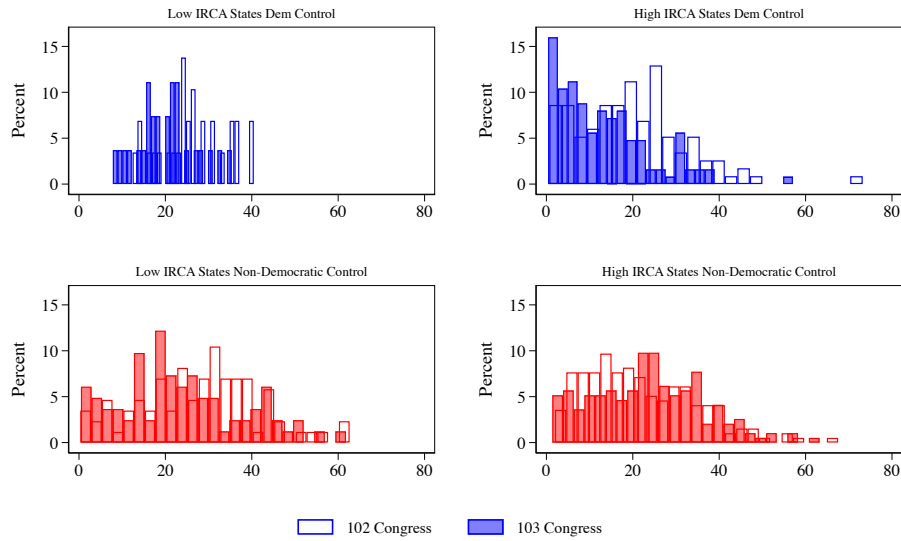 Low IRCA States Dem Control
High IRCA States Dem Control
Percent
15
10
5
0
0 20 40 60 80
Percent
15
10
5
0
0 20 40 60 80
Low IRCA States Non-Democratic Control
High IRCA States Non-Democratic Control
Percent
15
10
5
0
0 20 40 60 80
Percent
15
10
5
0
0 20 40 60 80
102 Congress
103 Congress